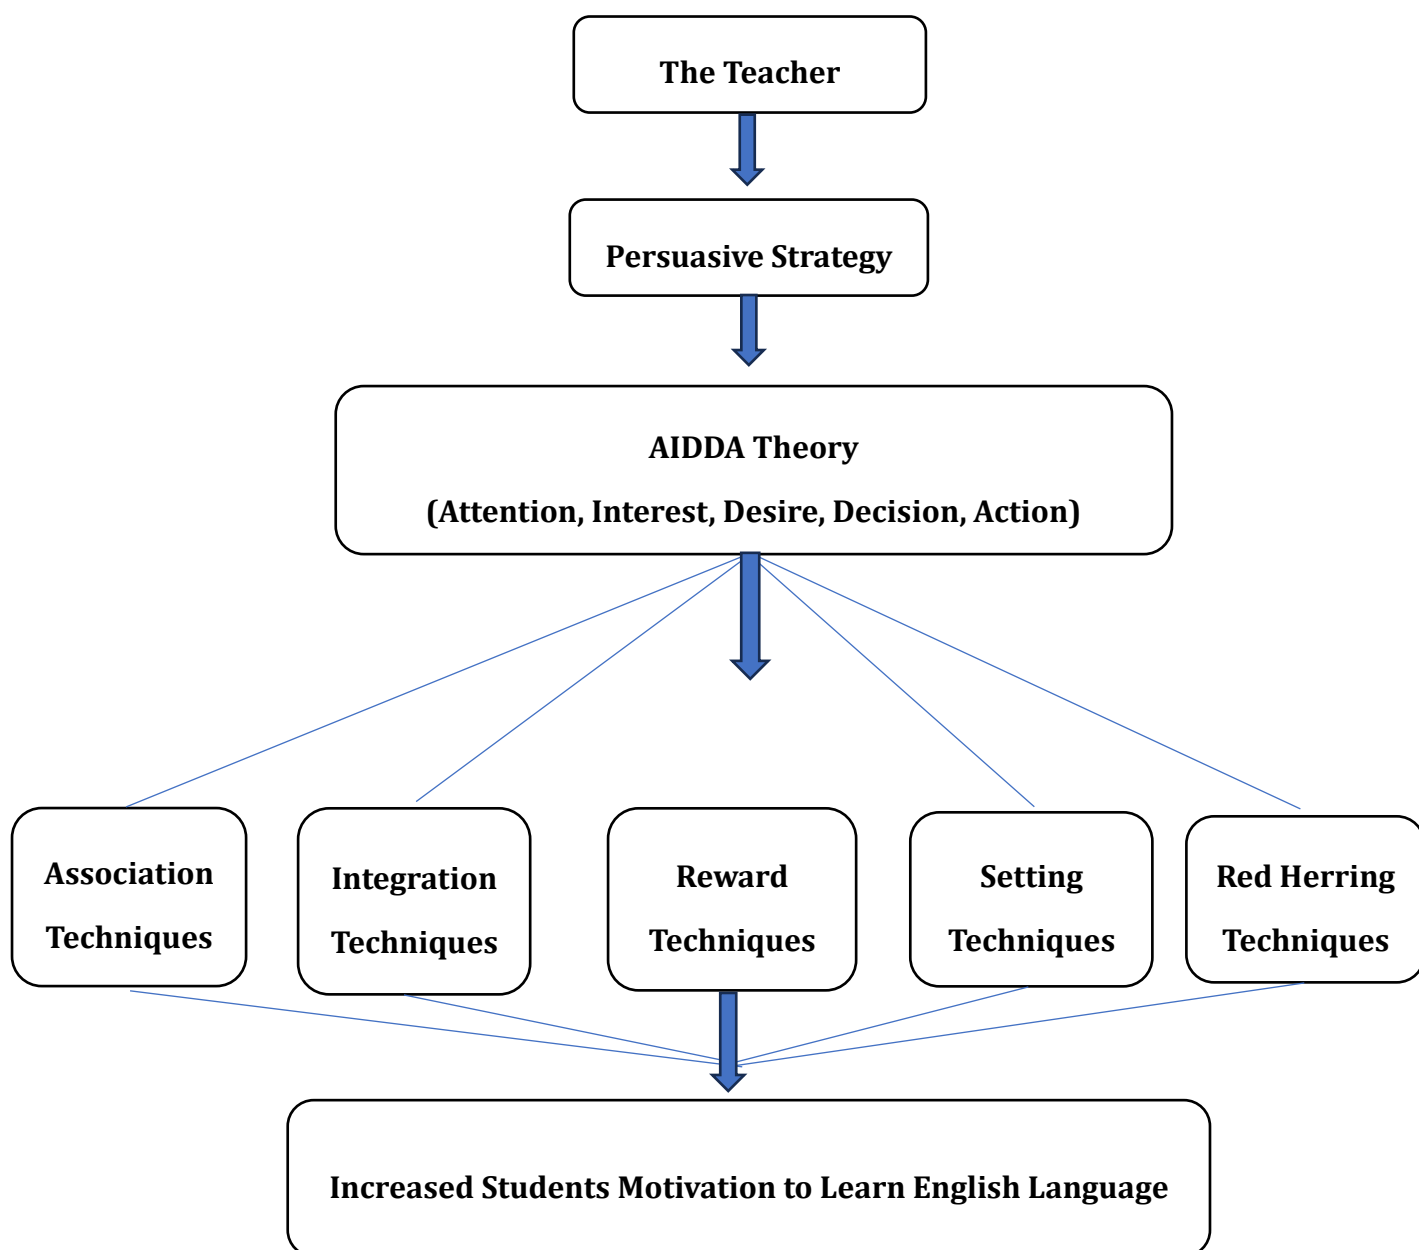 The Teacher
Persuasive Strategy
AIDDA Theory
(Attention, Interest, Desire, Decision, Action)
Association
Techniques
Integration
Techniques
Reward
Techniques
Setting
Techniques
Red Herring
Techniques
Increased Students Motivation to Learn English Language